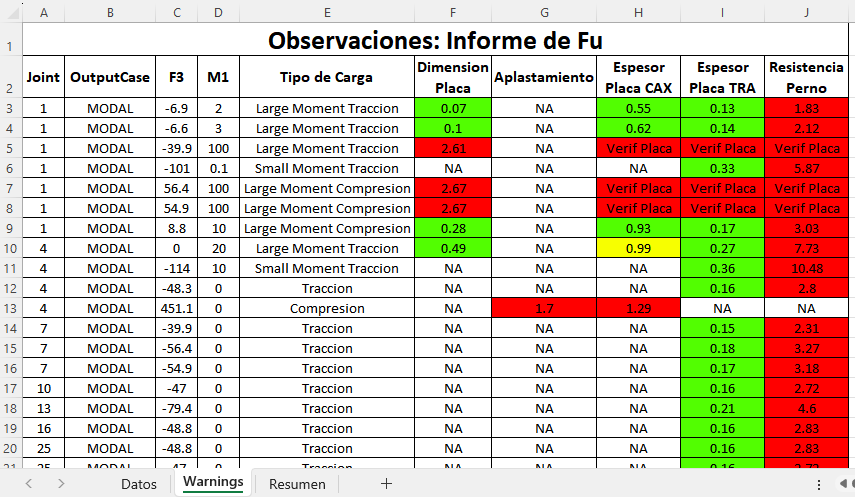 A B C D E F G H I J
1 Observaciones: Informe de Fu
2 Joint OutputCase F3 M1 Tipo de Carga Dimension Placa Aplastamiento Espesor Placa CAX Espesor Placa TRA Resistencia Perno
3 1 MODAL -6.9 2 Large Moment Traccion 0.07 NA 0.55 0.13 1.83
4 1 MODAL -6.6 3 Large Moment Traccion 0.1 NA 0.62 0.14 2.12
5 1 MODAL -39.9 100 Large Moment Traccion 2.61 NA Verif Placa Verif Placa Verif Placa
6 1 MODAL -101 0.1 Small Moment Traccion NA NA NA 0.33 5.87
7 1 MODAL 56.4 100 Large Moment Compresion 2.67 NA Verif Placa Verif Placa Verif Placa
8 1 MODAL 54.9 100 Large Moment Compresion 2.67 NA Verif Placa Verif Placa Verif Placa
9 1 MODAL 8.8 10 Large Moment Compresion 0.28 NA 0.93 0.17 3.03
10 4 MODAL 0 20 Large Moment Traccion 0.49 NA 0.99 0.27 7.73
11 4 MODAL -114 10 Small Moment Traccion NA NA NA 0.36 10.48
12 4 MODAL -48.3 0 Traccion NA NA NA 0.16 2.8
13 4 MODAL 451.1 0 Compresion NA 1.7 1.29 NA NA
14 7 MODAL -39.9 0 Traccion NA NA NA 0.15 2.31
15 7 MODAL -56.4 0 Traccion NA NA NA 0.18 3.27
16 7 MODAL -54.9 0 Traccion NA NA NA 0.17 3.18
17 10 MODAL -47 0 Traccion NA NA NA 0.16 2.72
18 13 MODAL -79.4 0 Traccion NA NA NA 0.21 4.6
19 16 MODAL -48.8 0 Traccion NA NA NA 0.16 2.83
20 25 MODAL -48.8 0 Traccion NA NA NA 0.16 2.83
21 25 MODAL -47 0 Traccion NA NA NA 0.16 2.72
Datos Warnings Resumen